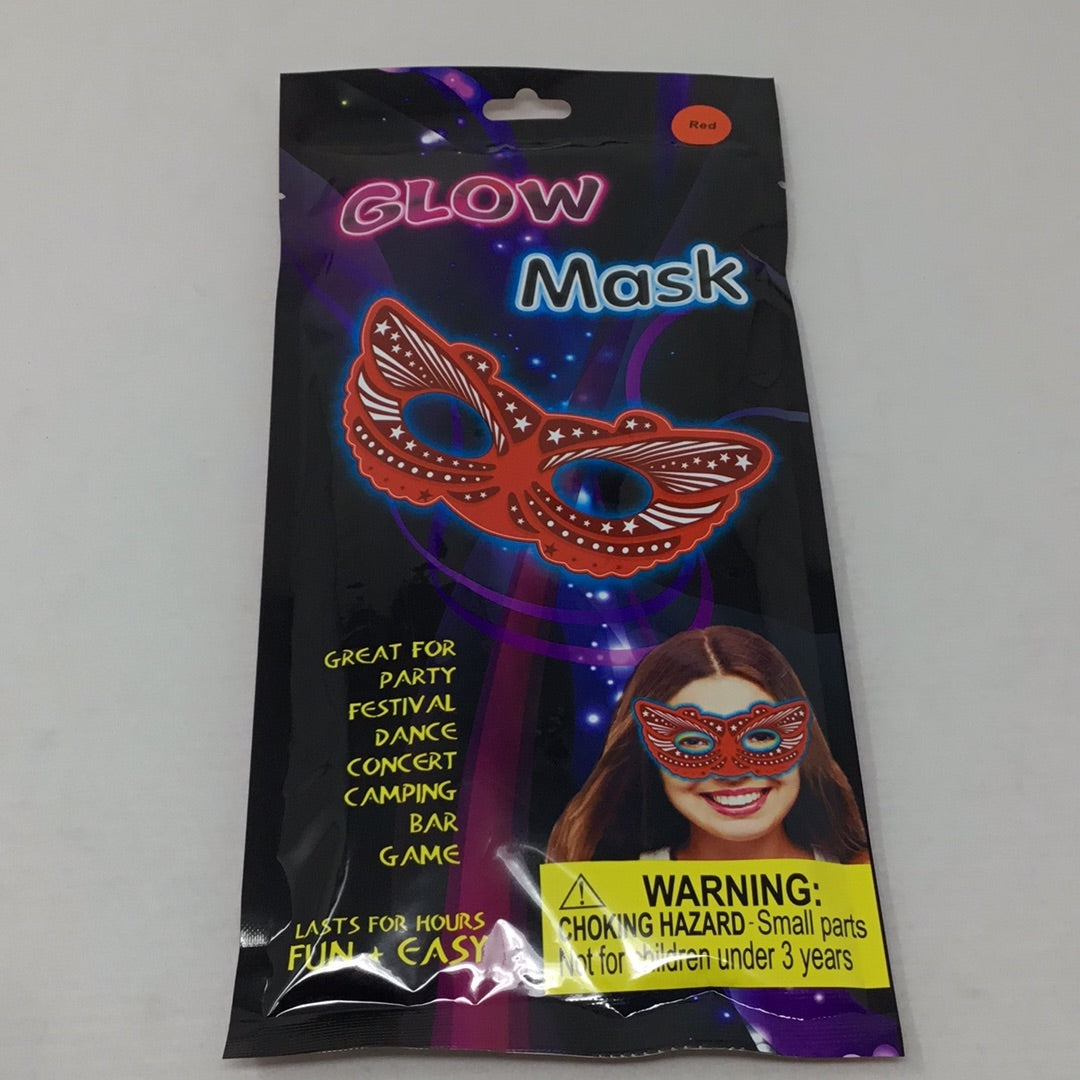 Red
GLOW
Mask
GREAT FOR
PARTY
FESTIVAL
DANCE
CONCERT
CAMPING
BAR
GAME
LASTS FOR HOURS
FUN + EASY
WARNING:
CHOKING HAZARD - Small parts
Not for children under 3 years